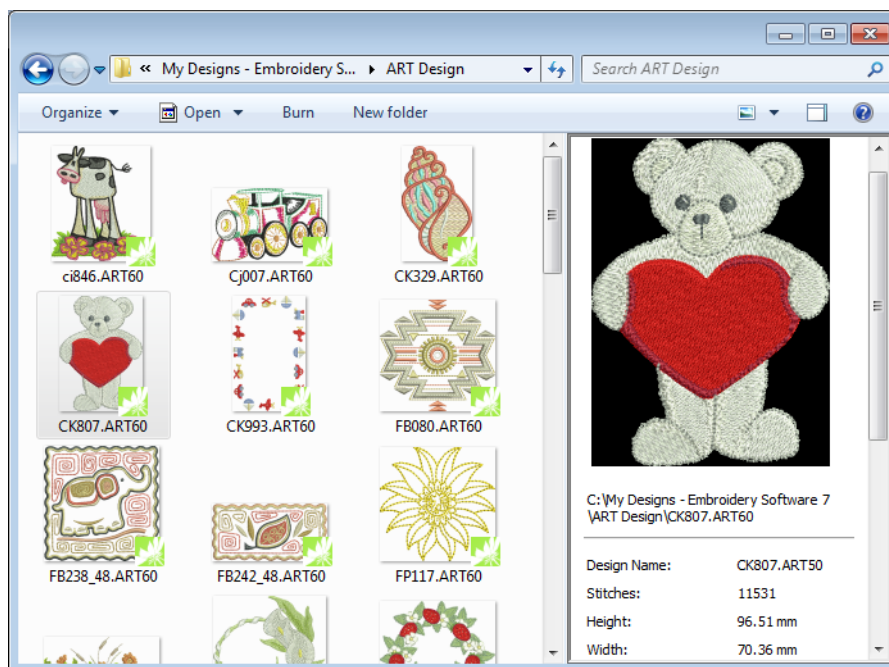 « My Designs - Embroidery S... ▸ ART Design
Search ART Design
Organize
Open
Burn
New folder
ci846.ART60
Cj007.ART60
CK329.ART60
CK807.ART60
CK993.ART60
FB080.ART60
FB238_48.ART60
FB242_48.ART60
FP117.ART60
C:\My Designs - Embroidery Software 7
\ART Design\CK807.ART60
Design Name: CK807.ART50
Stitches: 11531
Height: 96.51 mm
Width: 70.36 mm